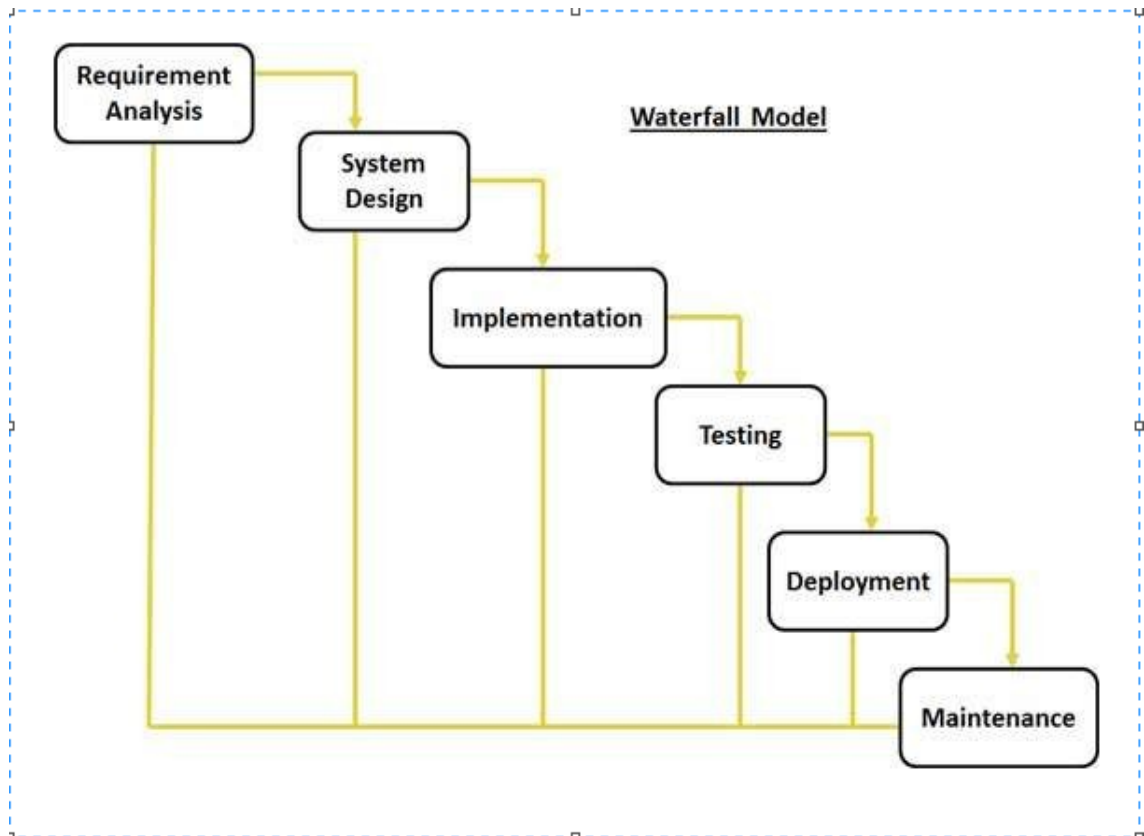 Requirement
Analysis
Waterfall Model
System
Design
Implementation
Testing
Deployment
Maintenance